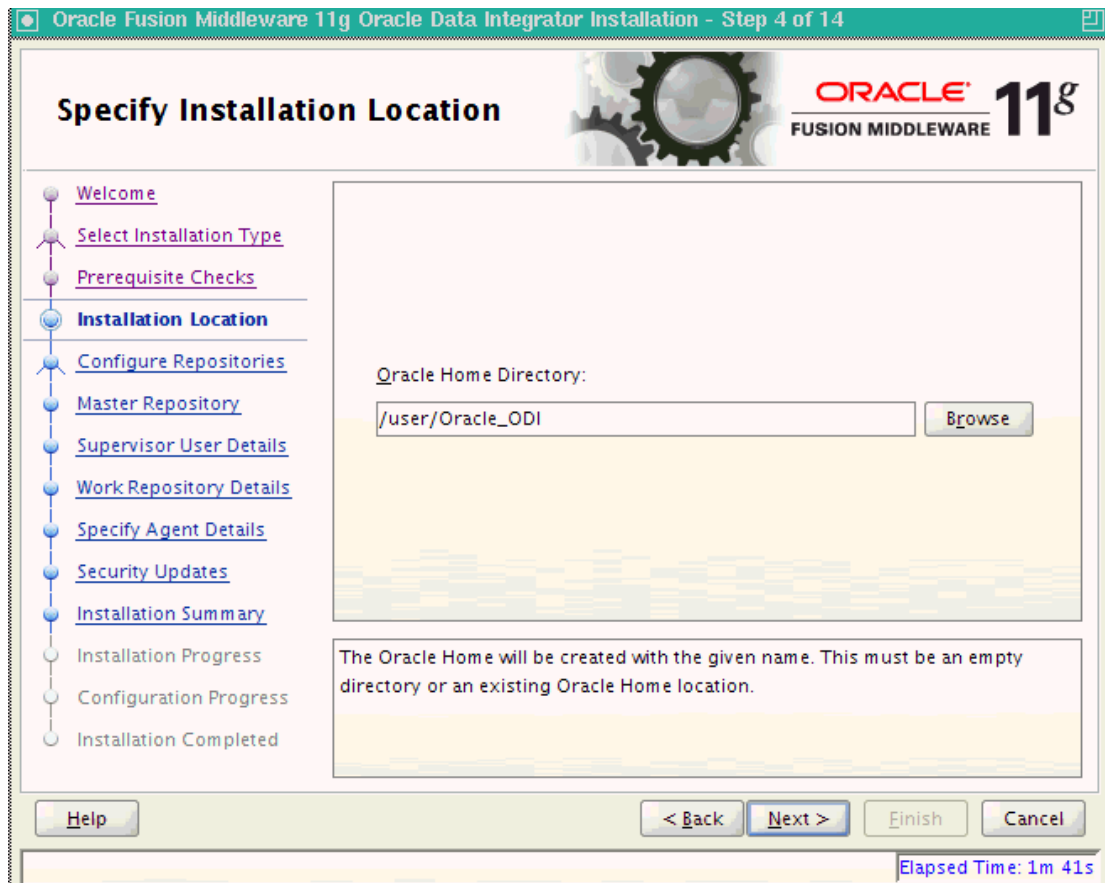 Oracle Fusion Middleware 11g Oracle Data Integrator Installation - Step 4 of 14
Specify Installation Location
ORACLE
FUSION MIDDLEWARE
11g
Welcome
Select Installation Type
Prerequisite Checks
Installation Location
Configure Repositories
Master Repository
Supervisor User Details
Work Repository Details
Specify Agent Details
Security Updates
Installation Summary
Installation Progress
Configuration Progress
Installation Completed
Oracle Home Directory:
/user/Oracle_ODI
Browse
The Oracle Home will be created with the given name. This must be an empty
directory or an existing Oracle Home location.
Help
< Back
Next >
Finish
Cancel
Elapsed Time: 1m 41s